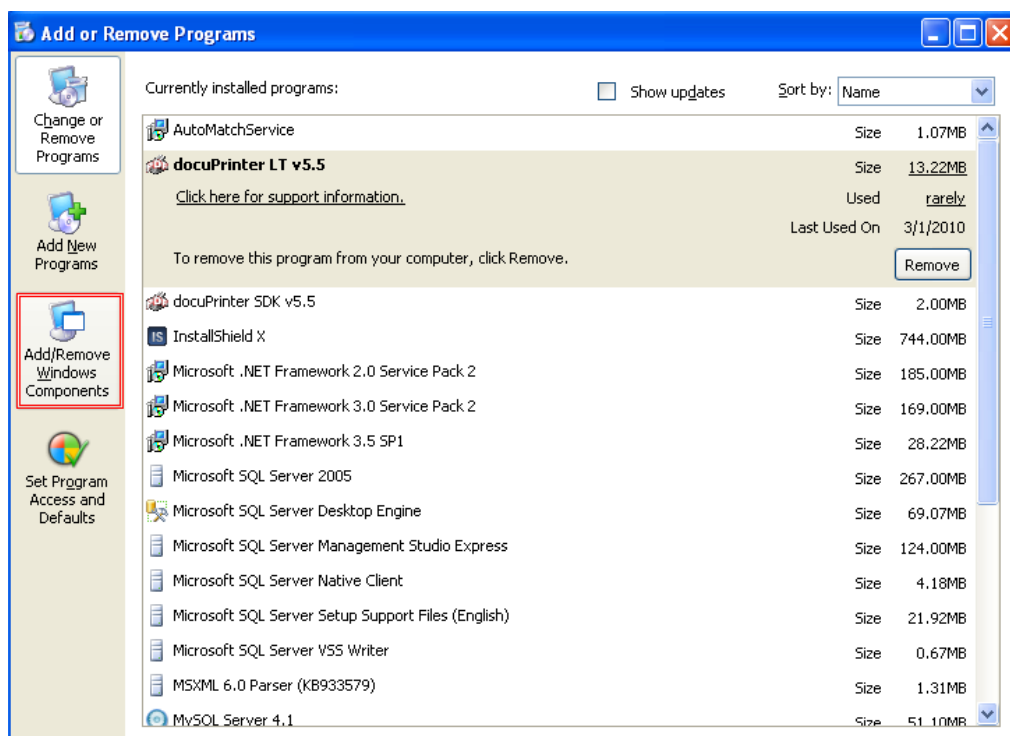 Add or Remove Programs
Change or
Remove
Programs
Add New
Programs
Add/Remove
Windows
Components
Set Program
Access and
Defaults
Currently installed programs:
Show updates
Sort by: Name
AutoMatchService Size 1.07MB
docuPrinter LT v5.5 Size 13.22MB
Click here for support information. Used rarely
Last Used On 3/1/2010
To remove this program from your computer, click Remove. Remove
docuPrinter SDK v5.5 Size 2.00MB
IS InstallShield X Size 744.00MB
Microsoft .NET Framework 2.0 Service Pack 2 Size 185.00MB
Microsoft .NET Framework 3.0 Service Pack 2 Size 169.00MB
Microsoft .NET Framework 3.5 SP1 Size 28.22MB
Microsoft SQL Server 2005 Size 267.00MB
Microsoft SQL Server Desktop Engine Size 69.07MB
Microsoft SQL Server Management Studio Express Size 124.00MB
Microsoft SQL Server Native Client Size 4.18MB
Microsoft SQL Server Setup Support Files (English) Size 21.92MB
Microsoft SQL Server VSS Writer Size 0.67MB
MSXML 6.0 Parser (KB933579) Size 1.31MB
MySQL Server 4.1 Size 51.10MB